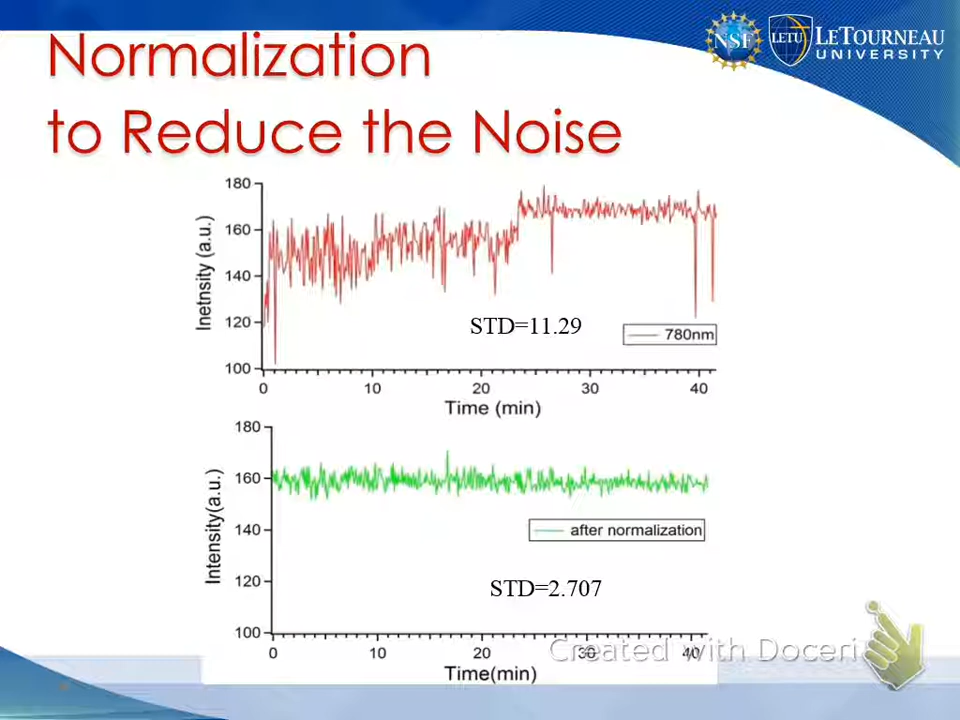 Normalization
to Reduce the Noise
NSF
LETU
LETOURNEAU
UNIVERSITY
180
160
140
120
100
Inetnsity (a.u.)
STD=11.29
780nm
0 10 20 30 40
Time (min)
180
160
140
120
100
Intensity(a.u.)
after normalization
STD=2.707
0 10 20 30 40
Time(min)
Created with Doceri